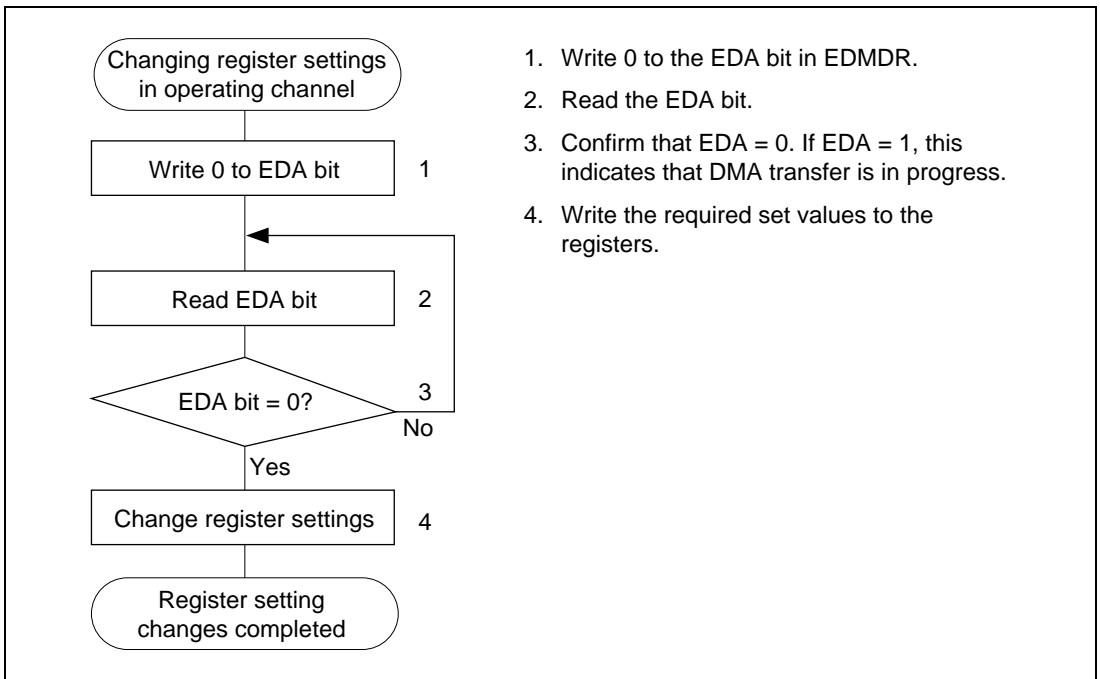 Changing register settings
in operating channel
Write 0 to EDA bit
1
Read EDA bit
2
EDA bit = 0?
3
No
Yes
Change register settings
4
Register setting
changes completed
1. Write 0 to the EDA bit in EDMDR.
2. Read the EDA bit.
3. Confirm that EDA = 0. If EDA = 1, this
indicates that DMA transfer is in progress.
4. Write the required set values to the
registers.